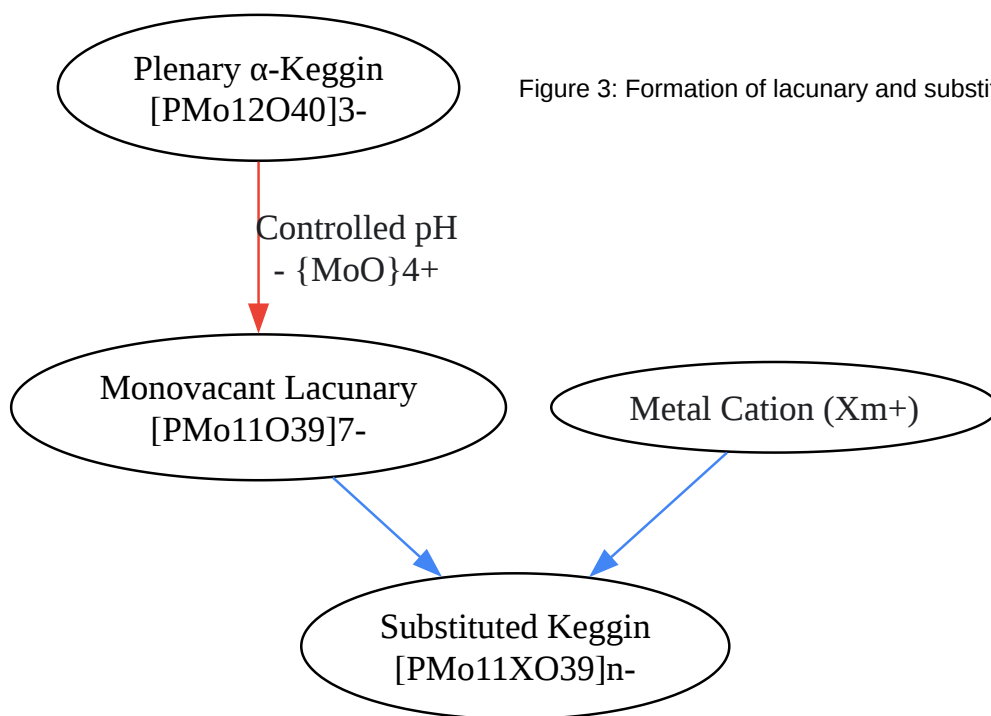 Plenary α-Keggin
[PMo12O40]3-
Figure 3: Formation of lacunary and
Controlled pH
- {MoO}4+
Monovacant Lacunary
[PMo11O39]7-
Metal Cation (Xm+)
Substituted Keggin
[PMo11XO39]n-